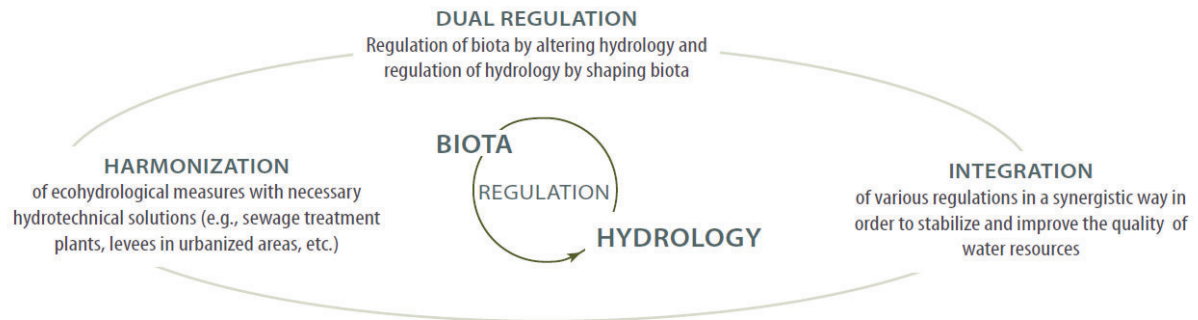 DUAL REGULATION
Regulation of biota by altering hydrology and
regulation of hydrology by shaping biota
BIOTA
REGULATION
HYDROLOGY
HARMONIZATION
of ecohydrological measures with necessary
hydrotechnical solutions (e.g., sewage treatment
plants, levees in urbanized areas, etc.)
INTEGRATION
of various regulations in a synergistic way in
order to stabilize and improve the quality of
water resources